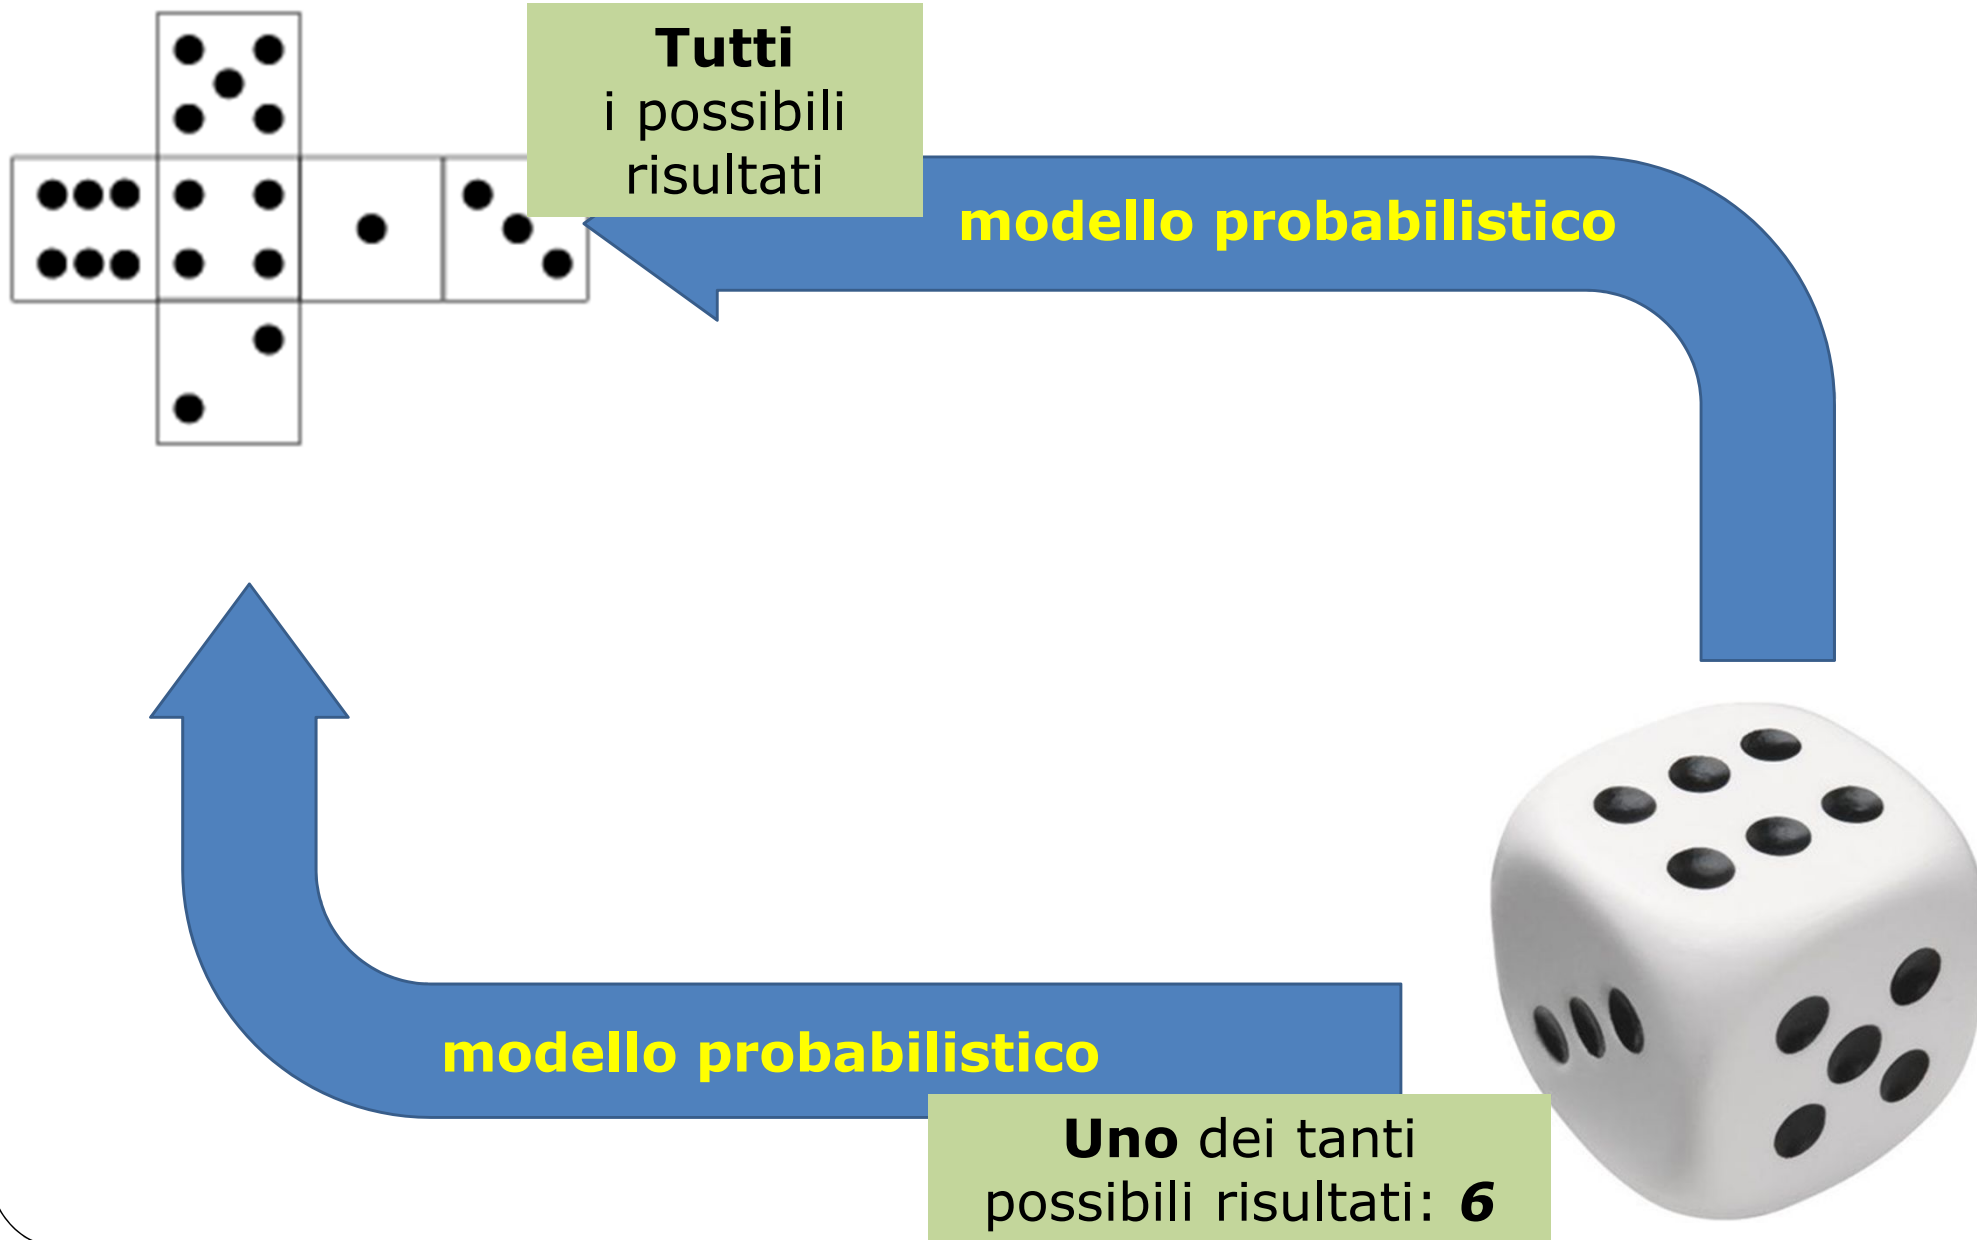 Tutti
i possibili
risultati
modello probabilistico
modello probabilistico
Uno dei tanti
possibili risultati: 6